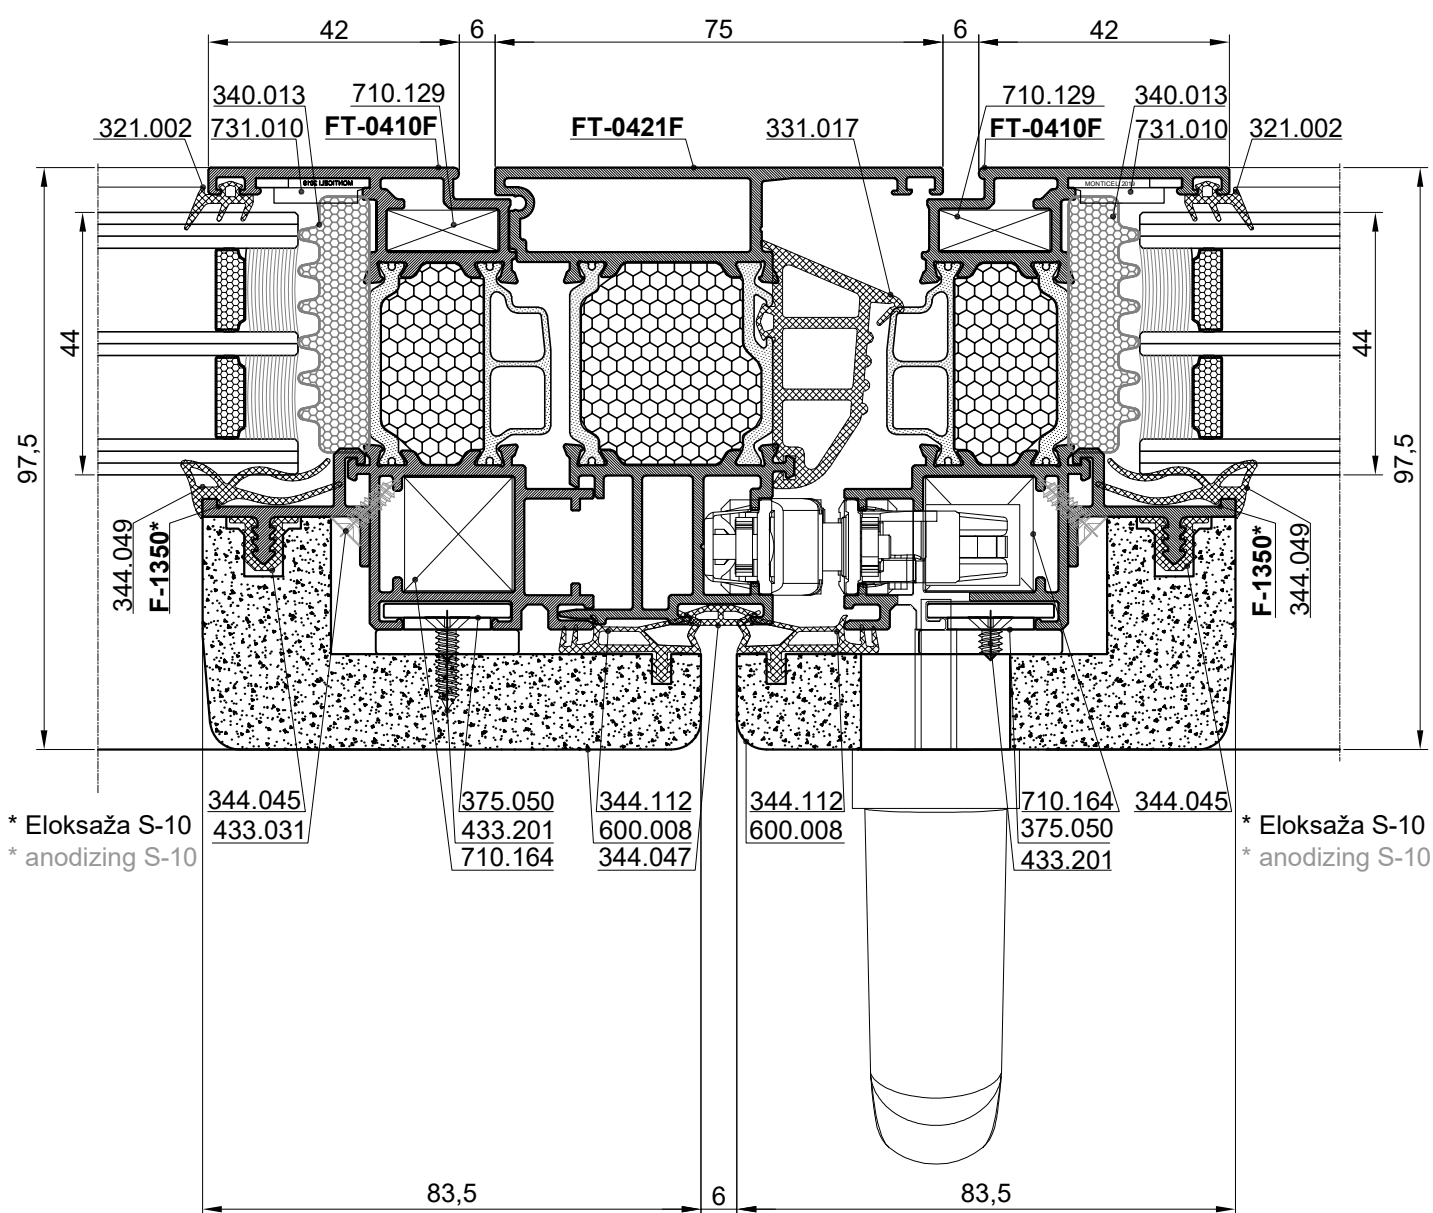 42 6 75 6 42
340.013 710.129 710.129 340.013
321.002 731.010 FT-0410F FT-0421F 331.017 FT-0410F 731.010 321.002
MONTICELI 2019 MONTICELI 2019
44 44
97,5 97,5
344.049 F-1350* F-1350* 344.049
344.045 375.050 344.112 344.112 710.164 344.045
* Eloksaža S-10 433.031 433.201 600.008 600.008 375.050 * Eloksaža S-10
* anodizing S-10 710.164 344.047 433.201 * anodizing S-10
83,5 6 83,5